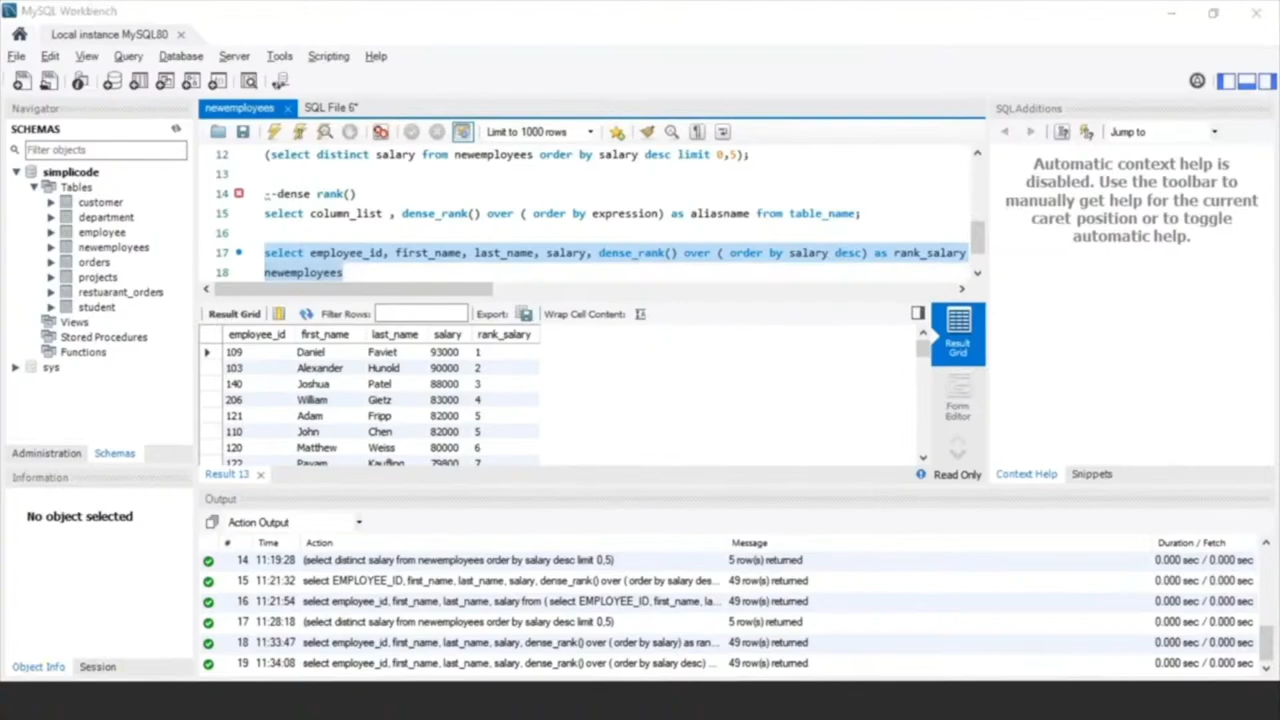 MySQL Workbench
Local instance MySQL80
File Edit View Query Database Server Tools Scripting Help
Navigator
SCHEMAS
Filter objects
simplicode
Tables
customer
department
employee
newemployees
orders
projects
restuarant_orders
student
Views
Stored Procedures
Functions
sys
Administration Schemas
Information
No object selected
Object Info Session
newemployees SQL File 6*
Limit to 1000 rows
12 (select distinct salary from newemployees order by salary desc limit 0,5);
13
14 --dense rank()
15 select column_list , dense_rank() over ( order by expression) as aliasname from table_name;
16
17 select employee_id, first_name, last_name, salary, dense_rank() over ( order by salary desc) as rank_salary
18 newemployees
Result Grid Filter Rows: Export: Wrap Cell Content:
employee_id first_name last_name salary rank_salary
109 Daniel Faviet 93000 1
103 Alexander Hunold 90000 2
140 Joshua Patel 88000 3
206 William Gietz 83000 4
121 Adam Fripp 82000 5
110 John Chen 82000 5
120 Matthew Weiss 80000 6
122 Payam Kaufling 79800 7
Result Grid
Form Editor
Result 13
Read Only
SQLAdditions
Jump to
Automatic context help is
disabled. Use the toolbar to
manually get help for the current
caret position or to toggle
automatic help.
Context Help Snippets
Output
Action Output
# Time Action Message Duration / Fetch
14 11:19:28 (select distinct salary from newemployees order by salary desc limit 0,5) 5 row(s) returned 0.000 sec / 0.000 sec
15 11:21:32 select EMPLOYEE_ID, first_name, last_name, salary, dense_rank() over ( order by salary des... 49 row(s) returned 0.000 sec / 0.000 sec
16 11:21:54 select employee_id, first_name, last_name, salary from ( select EMPLOYEE_ID, first_name, la... 49 row(s) returned 0.000 sec / 0.000 sec
17 11:28:18 (select distinct salary from newemployees order by salary desc limit 0,5) 5 row(s) returned 0.000 sec / 0.000 sec
18 11:33:47 select employee_id, first_name, last_name, salary, dense_rank() over ( order by salary) as ran... 49 row(s) returned 0.000 sec / 0.000 sec
19 11:34:08 select employee_id, first_name, last_name, salary, dense_rank() over ( order by salary desc) ... 49 row(s) returned 0.000 sec / 0.000 sec